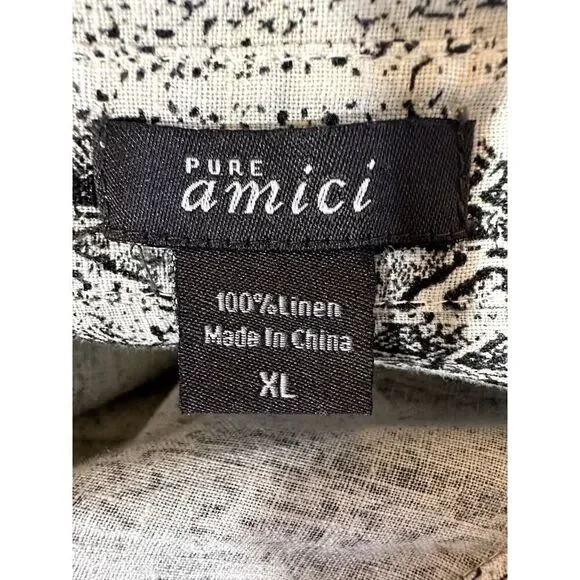 PURE
amici
100%Linen
Made In China
XL